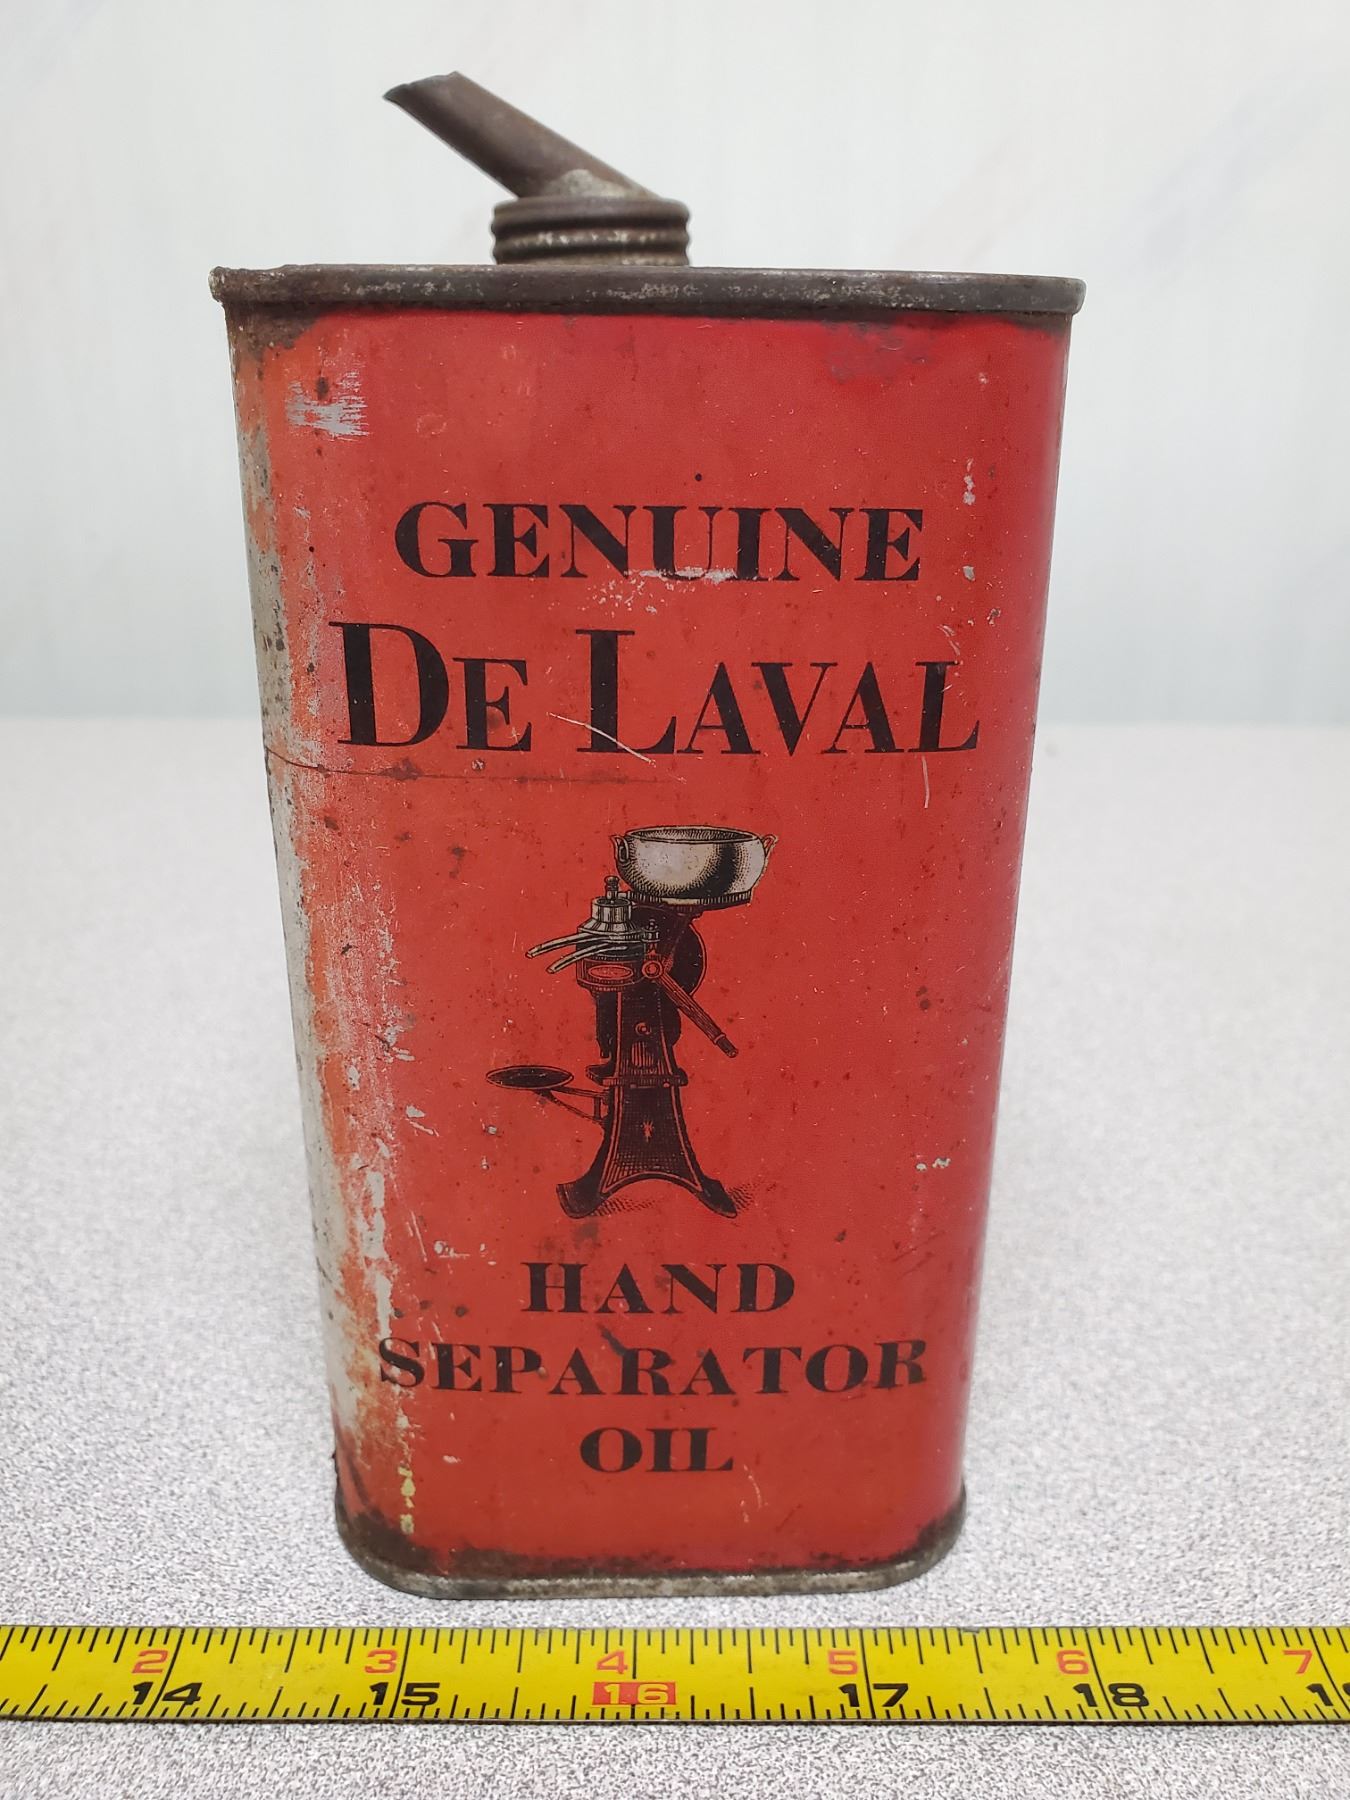 GENUINE
DE LAVAL
HAND
SEPARATOR
OIL
2 3 4 5 6 7
14 15 16 17 18